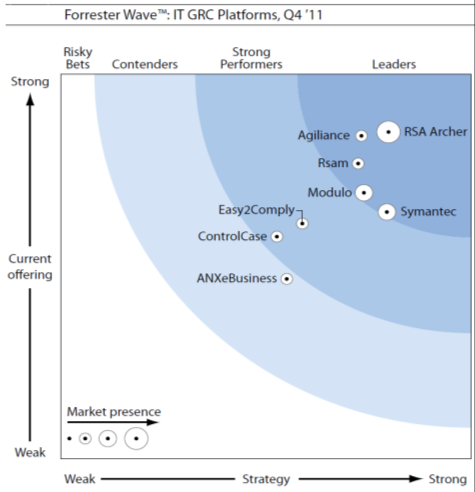 Forrester Wave™: IT GRC Platforms, Q4 ’11
Risky
Bets
Contenders
Strong
Performers
Leaders
Strong
Agiliance
RSA Archer
Rsam
Modulo
Easy2Comply
Symantec
ControlCase
Current
offering
ANXeBusiness
Market presence
Weak
Weak
Strategy
Strong